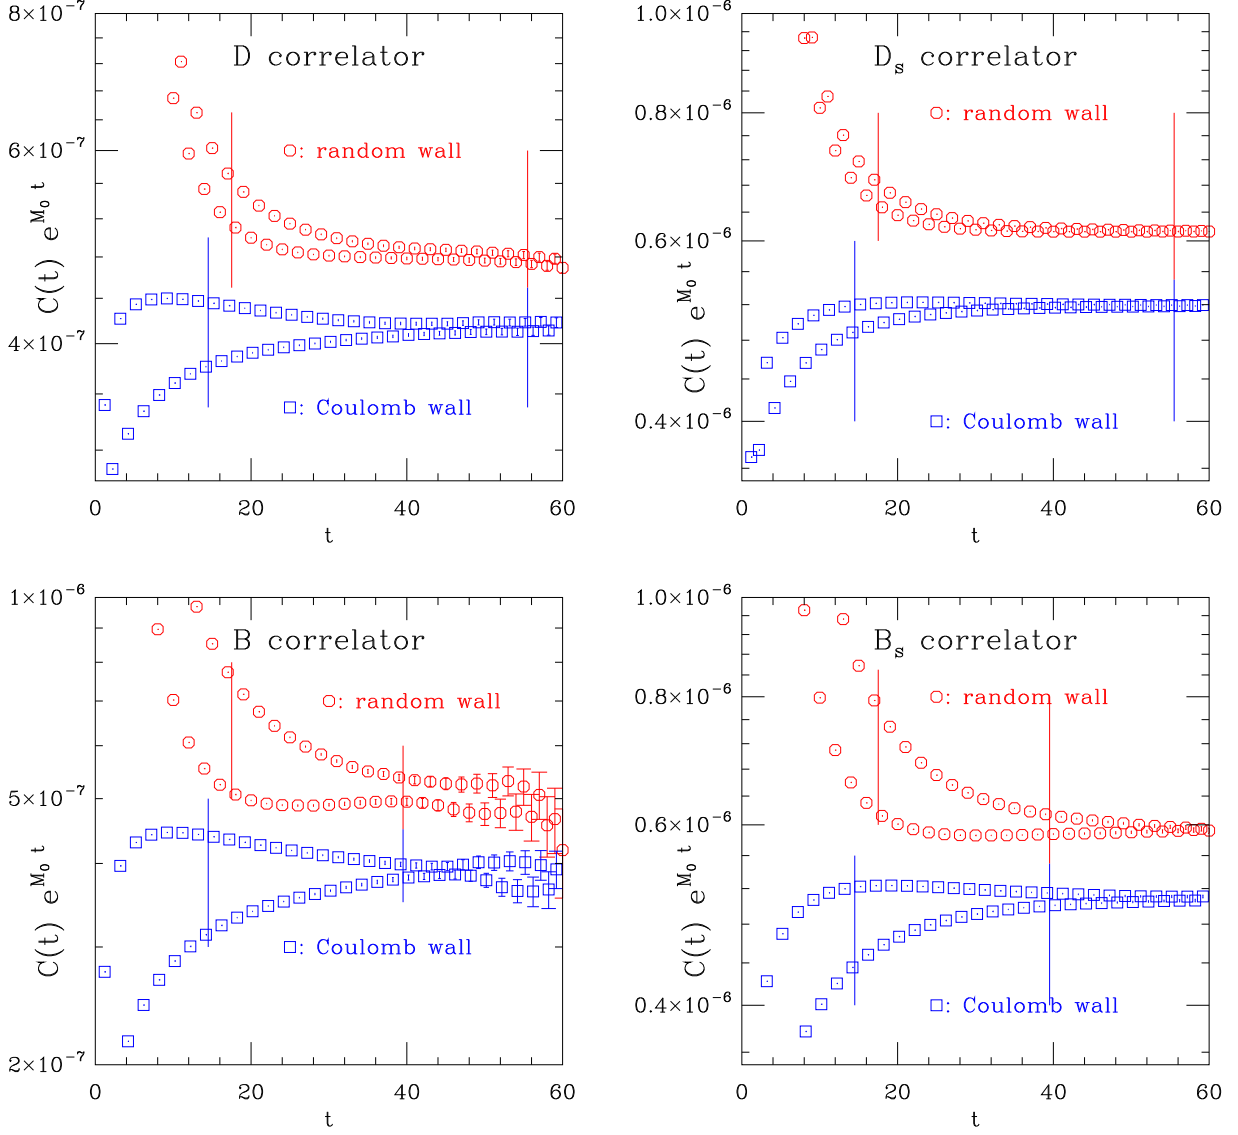 D correlator
8×10⁻⁷
6×10⁻⁷
4×10⁻⁷
C(t) e^{M₀ t}
○: random wall
□: Coulomb wall
0 20 40 60
t
Dₛ correlator
1.0×10⁻⁶
0.8×10⁻⁶
0.6×10⁻⁶
0.4×10⁻⁶
C(t) e^{M₀ t}
○: random wall
□: Coulomb wall
0 20 40 60
t
B correlator
1×10⁻⁶
5×10⁻⁷
2×10⁻⁷
C(t) e^{M₀ t}
○: random wall
□: Coulomb wall
0 20 40 60
t
Bₛ correlator
1.0×10⁻⁶
0.8×10⁻⁶
0.6×10⁻⁶
0.4×10⁻⁶
C(t) e^{M₀ t}
○: random wall
□: Coulomb wall
0 20 40 60
t